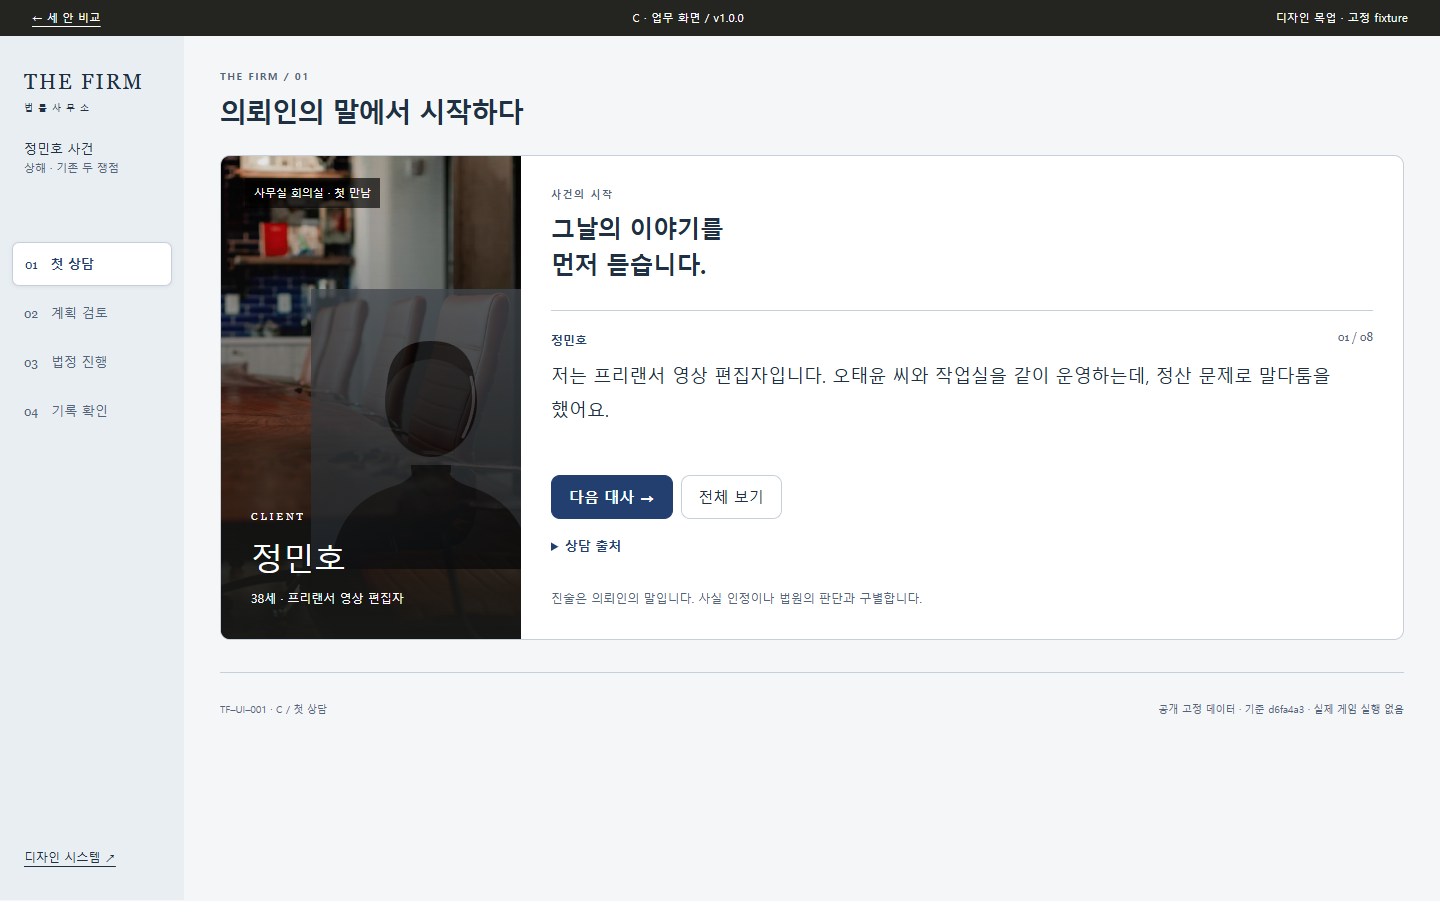 ← 세 안 비교
C · 업무 화면 / v1.0.0
디자인 목업 · 고정 fixture
THE FIRM
법률사무소
정민호 사건
상해 · 기존 두 쟁점
01 첫 상담
02 계획 검토
03 법정 진행
04 기록 확인
디자인 시스템 ↗
THE FIRM / 01
의뢰인의 말에서 시작하다
사무실 회의실 · 첫 만남
CLIENT
정민호
38세 · 프리랜서 영상 편집자
사건의 시작
그날의 이야기를
먼저 듣습니다.
정민호
01 / 08
저는 프리랜서 영상 편집자입니다. 오태윤 씨와 작업실을 같이 운영하는데, 정산 문제로 말다툼을
했어요.
다음 대사 →
전체 보기
▶ 상담 출처
진술은 의뢰인의 말입니다. 사실 인정이나 법원의 판단과 구별합니다.
TF–UI–001 · C / 첫 상담
공개 고정 데이터 · 기준 d6fa4a3 · 실제 게임 실행 없음